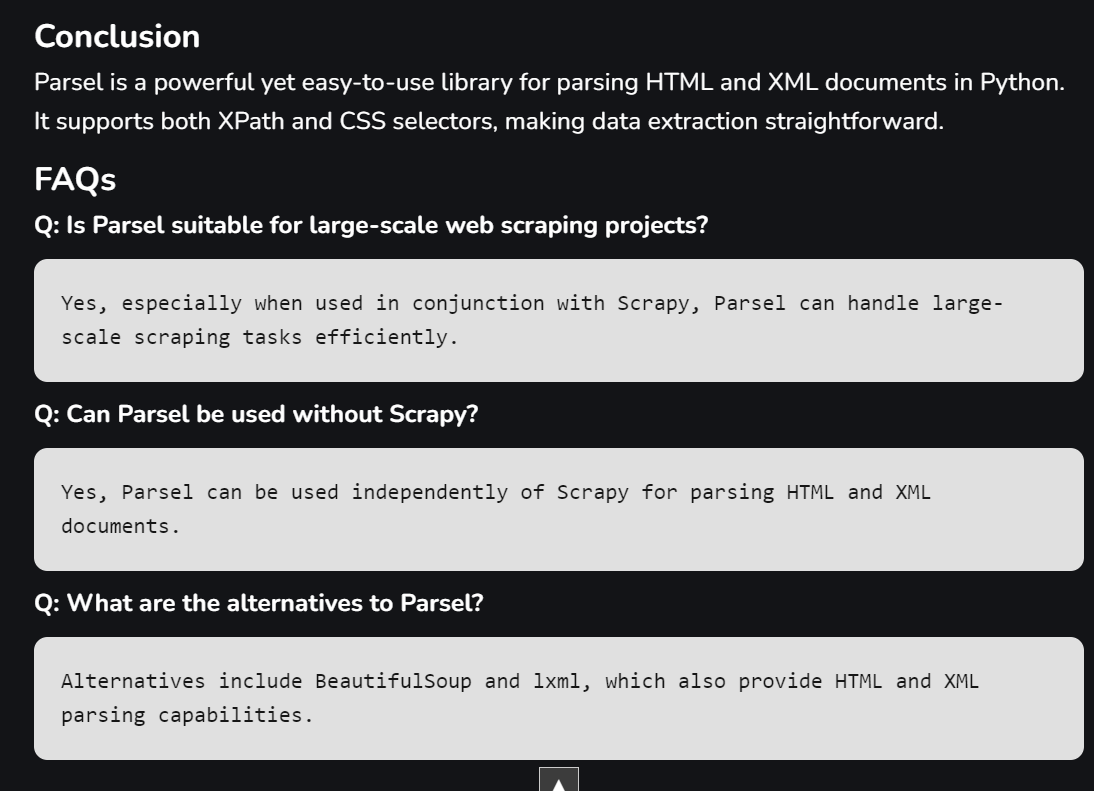 Conclusion
Parsel is a powerful yet easy-to-use library for parsing HTML and XML documents in Python.
It supports both XPath and CSS selectors, making data extraction straightforward.
FAQs
Q: Is Parsel suitable for large-scale web scraping projects?
Yes, especially when used in conjunction with Scrapy, Parsel can handle large-
scale scraping tasks efficiently.
Q: Can Parsel be used without Scrapy?
Yes, Parsel can be used independently of Scrapy for parsing HTML and XML
documents.
Q: What are the alternatives to Parsel?
Alternatives include BeautifulSoup and lxml, which also provide HTML and XML
parsing capabilities.